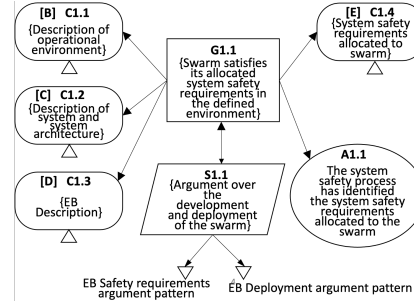 [B] C1.1
{Description of
operational
environment}
[C] C1.2
{Description of
system and
system
architecture}
[D] C1.3
{EB
Description}
G1.1
{Swarm satisfies
its allocated
system safety
requirements in
the defined
environment}
S1.1
{Argument over
the
development
and deployment
of the swarm}
[E] C1.4
{System safety
requirements
allocated to
swarm}
A1.1
The system
safety process
has identified
the system safety
requirements
allocated to the
swarm
EB Safety requirements
argument pattern
EB Deployment argument pattern